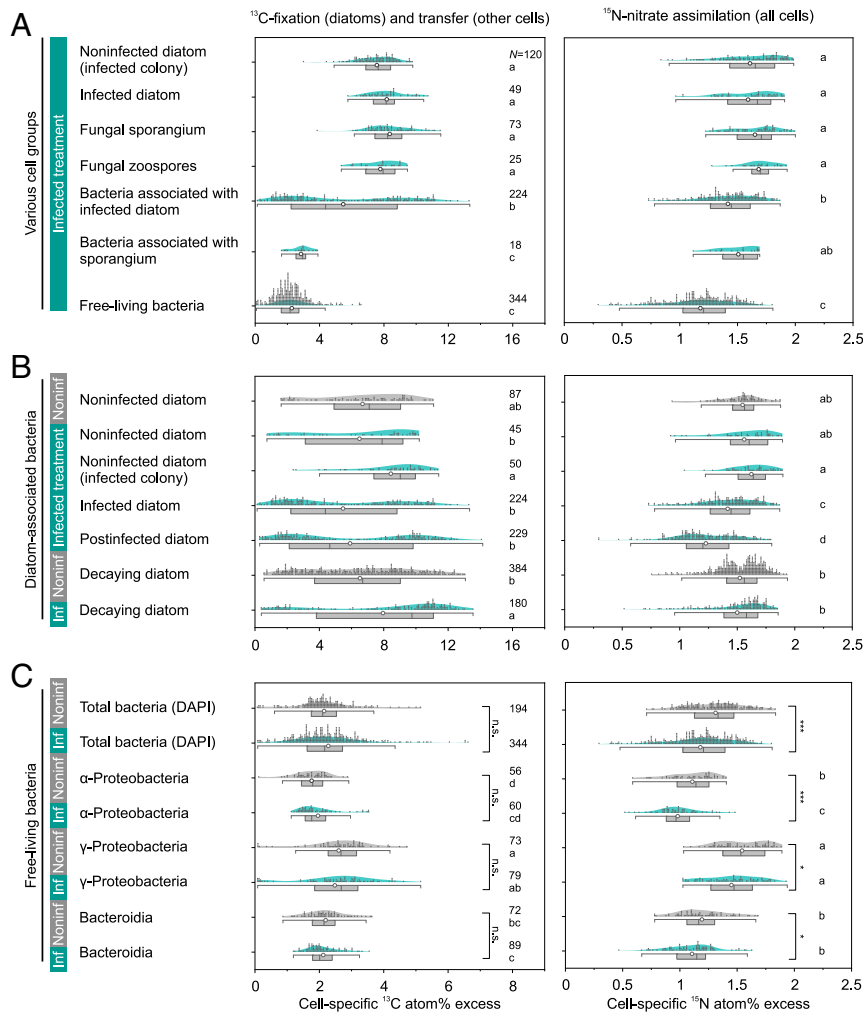 ¹³C-fixation (diatoms) and transfer (other cells)
¹⁵N-nitrate assimilation (all cells)
A
Various cell groups
Infected treatment
Noninfected diatom
(infected colony)
N=120
a
a
Infected diatom
49
a
a
Fungal sporangium
73
a
a
Fungal zoospores
25
a
a
Bacteria associated with
infected diatom
224
b
b
Bacteria associated with
sporangium
18
c
ab
Free-living bacteria
344
c
c
0 4 8 12 16
0 0.5 1 1.5 2 2.5
B
Diatom-associated bacteria
Noninf
Infected treatment
Noninf
Inf
Noninfected diatom
87
ab
ab
Noninfected diatom
45
b
ab
Noninfected diatom
(infected colony)
50
a
a
Infected diatom
224
b
c
Postinfected diatom
229
b
d
Decaying diatom
384
b
b
Decaying diatom
180
a
b
0 4 8 12 16
0 0.5 1 1.5 2 2.5
C
Free-living bacteria
Noninf
Total bacteria (DAPI)
194
Inf
Total bacteria (DAPI)
344
n.s.
***
Noninf
α-Proteobacteria
56
d
b
Inf
α-Proteobacteria
60
cd
c
n.s.
***
Noninf
γ-Proteobacteria
73
a
a
Inf
γ-Proteobacteria
79
ab
a
n.s.
*
Noninf
Bacteroidia
72
bc
b
Inf
Bacteroidia
89
c
b
n.s.
*
0 2 4 6 8
0 0.5 1 1.5 2 2.5
Cell-specific ¹³C atom% excess
Cell-specific ¹⁵N atom% excess